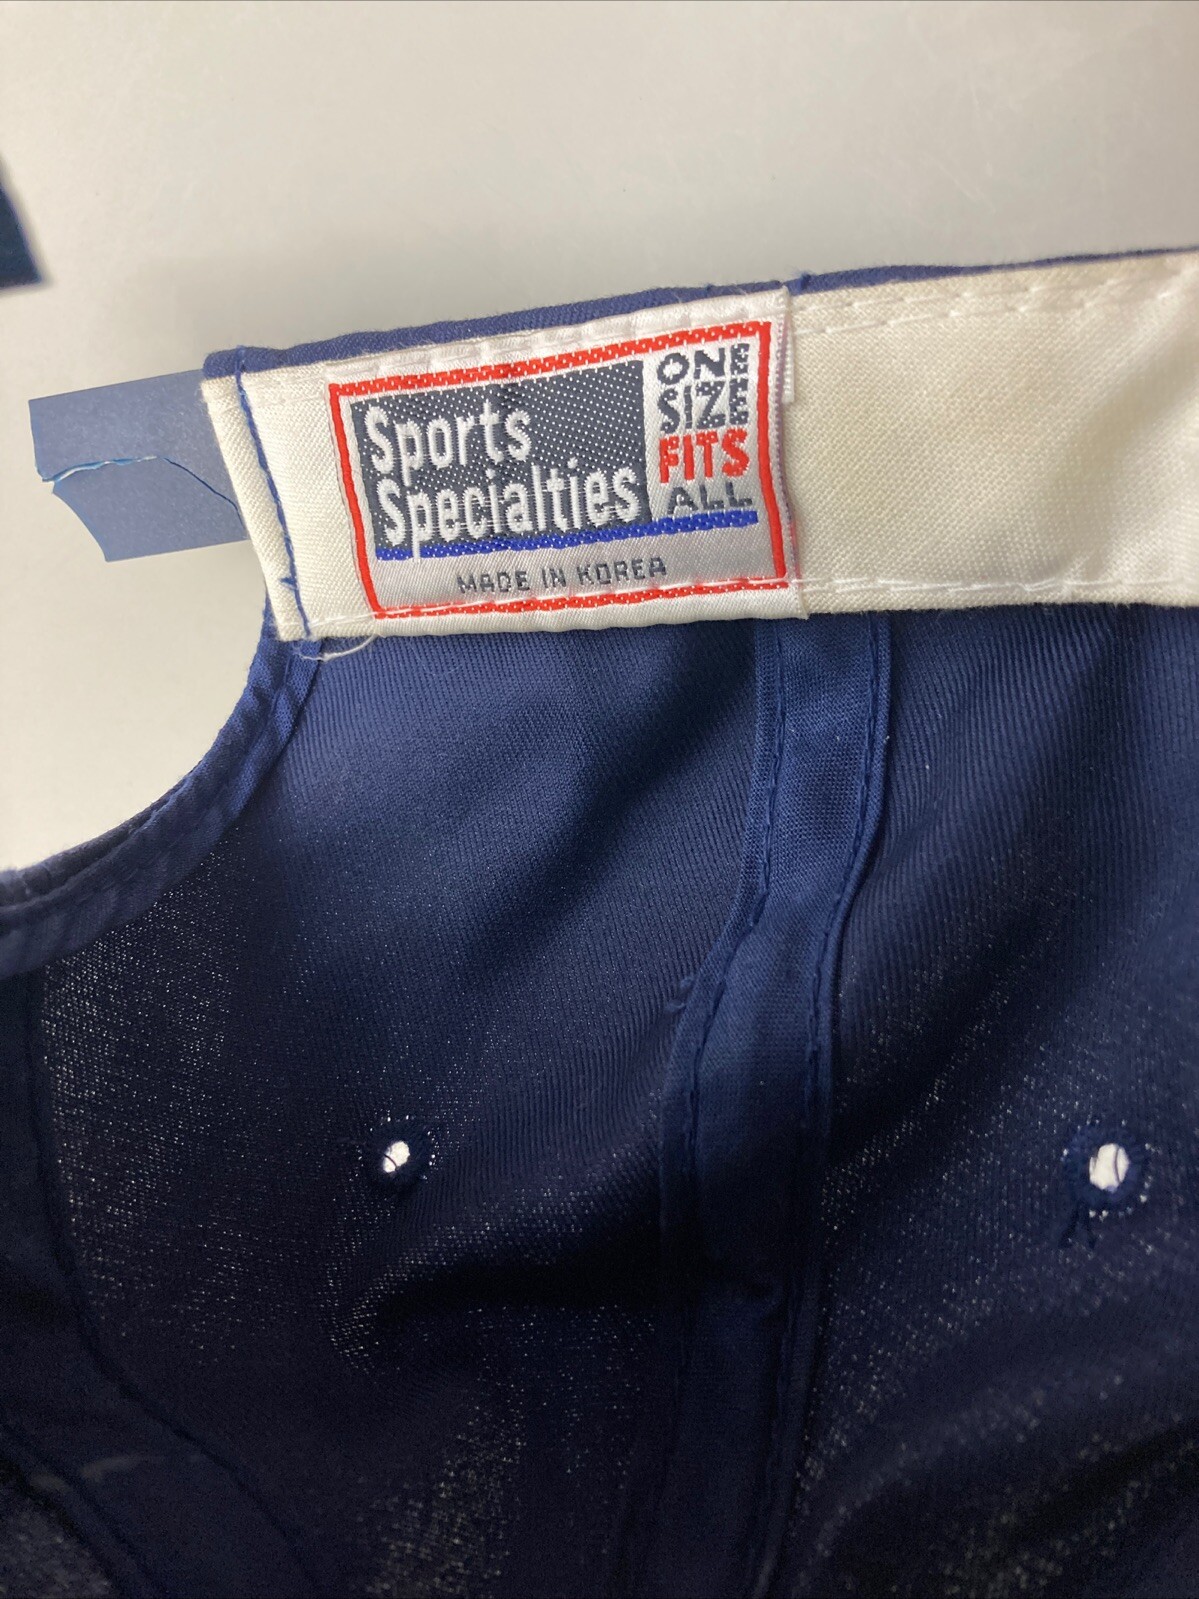 Sports
Specialties
ONE
SIZE
FITS
ALL
MADE IN KOREA